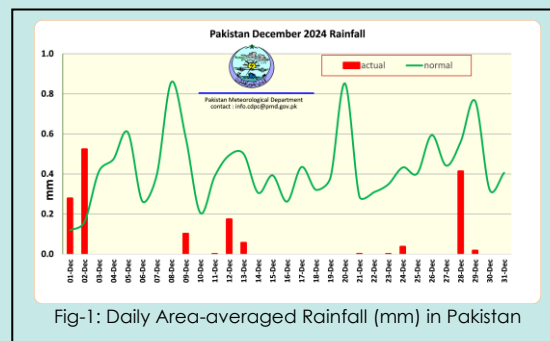 Pakistan December 2024 Rainfall
actual normal
Pakistan Meteorological Department
contact : info.cdpc@pmd.gov.pk
mm
1.0
0.8
0.6
0.4
0.2
0.0
01-Dec
02-Dec
03-Dec
04-Dec
05-Dec
06-Dec
07-Dec
08-Dec
09-Dec
10-Dec
11-Dec
12-Dec
13-Dec
14-Dec
15-Dec
16-Dec
17-Dec
18-Dec
19-Dec
20-Dec
21-Dec
22-Dec
23-Dec
24-Dec
25-Dec
26-Dec
27-Dec
28-Dec
29-Dec
30-Dec
31-Dec
Fig-1: Daily Area-averaged Rainfall (mm) in Pakistan